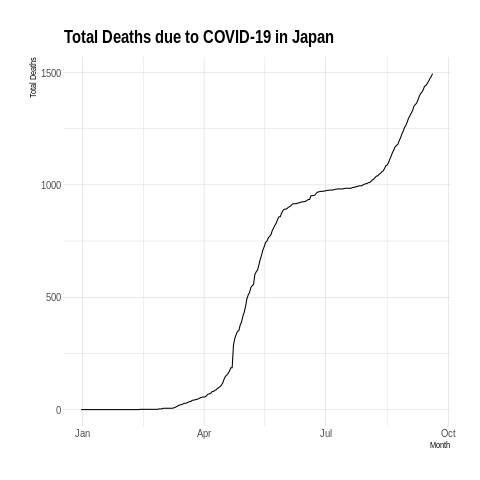 Total Deaths due to COVID-19 in Japan
Total Deaths
1500
1000
500
0
Jan Apr Jul Oct
Month